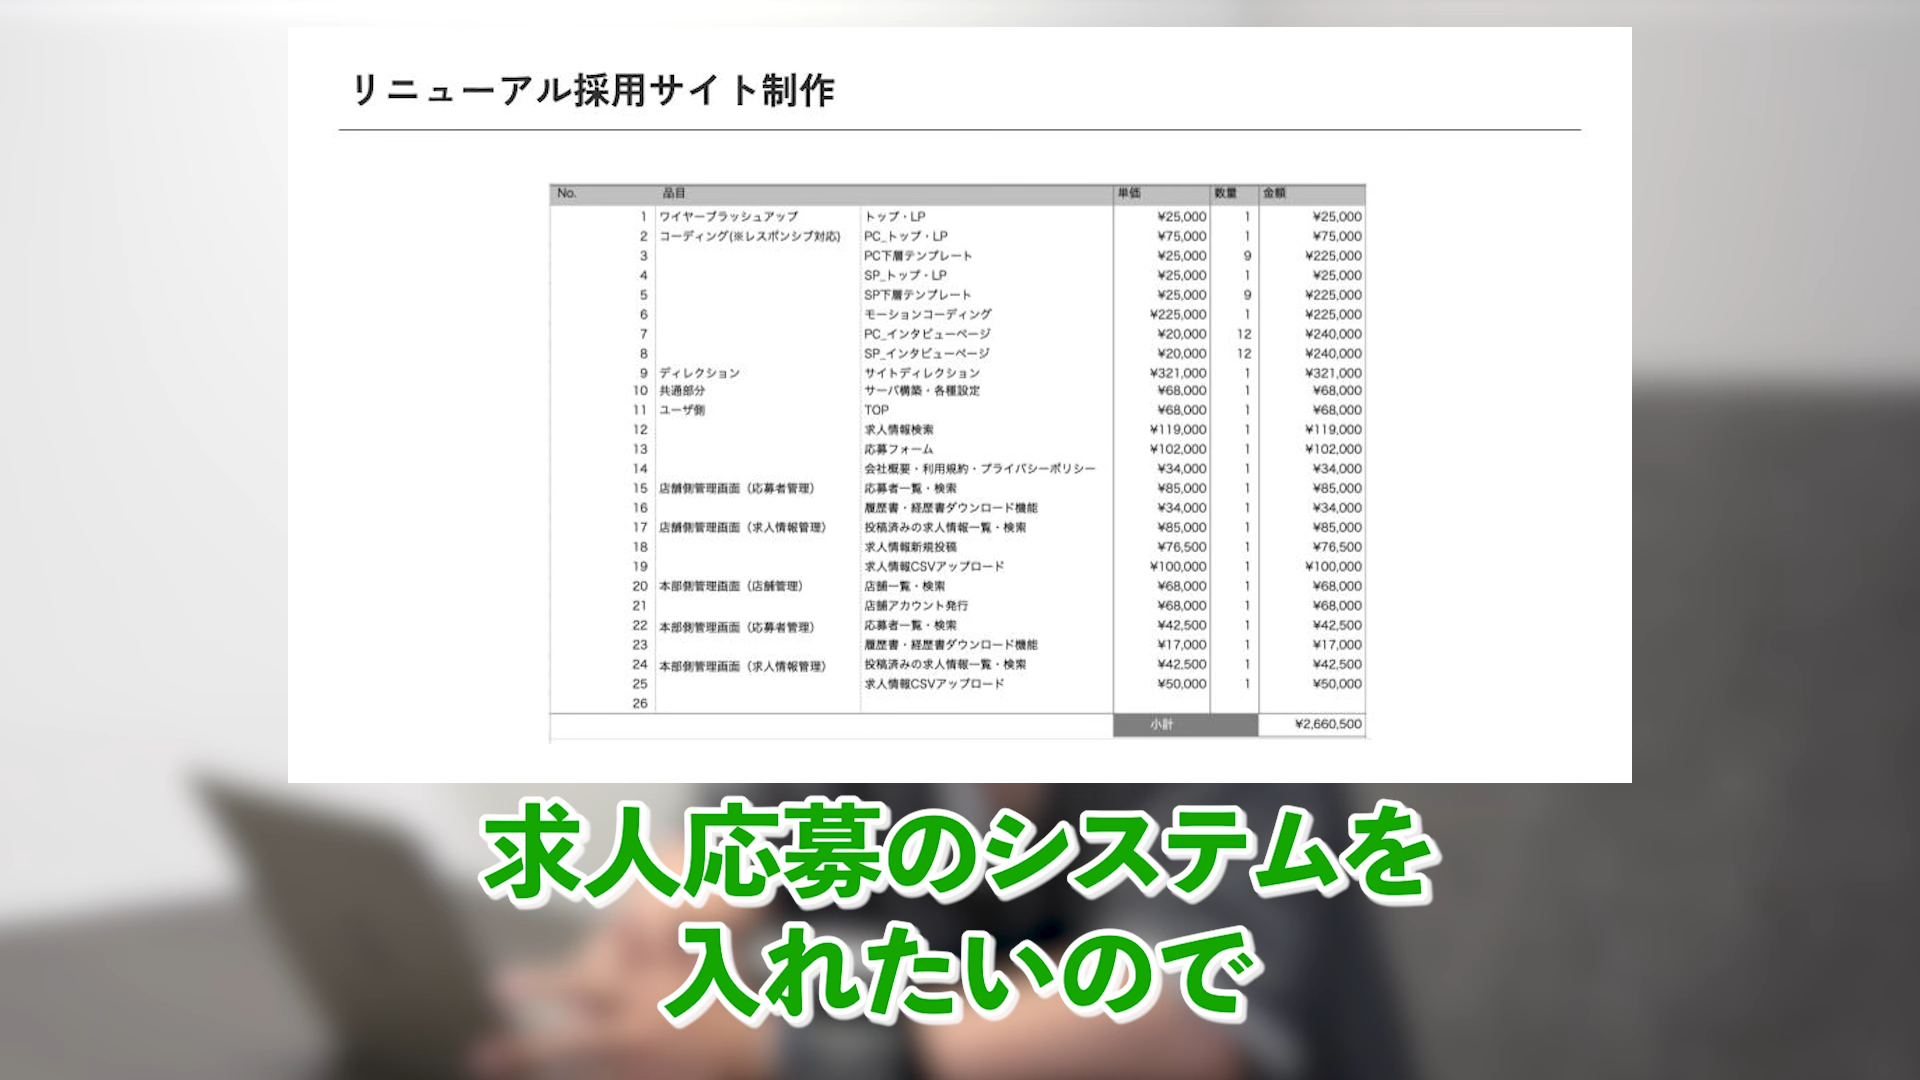 リニューアル採用サイト制作
No. 品目 単価 数量 金額
1 ワイヤーブラッシュアップ トップ・LP ¥25,000 1 ¥25,000
2 コーディング(※レスポンシブ対応) PC_トップ・LP ¥75,000 1 ¥75,000
3 PC下層テンプレート ¥25,000 9 ¥225,000
4 SP_トップ・LP ¥25,000 1 ¥25,000
5 SP下層テンプレート ¥25,000 9 ¥225,000
6 モーションコーディング ¥225,000 1 ¥225,000
7 PC_インタビューページ ¥20,000 12 ¥240,000
8 SP_インタビューページ ¥20,000 12 ¥240,000
9 ディレクション サイトディレクション ¥321,000 1 ¥321,000
10 共通部分 サーバ構築・各種設定 ¥68,000 1 ¥68,000
11 ユーザ側 TOP ¥68,000 1 ¥68,000
12 求人情報検索 ¥119,000 1 ¥119,000
13 応募フォーム ¥102,000 1 ¥102,000
14 会社概要・利用規約・プライバシーポリシー ¥34,000 1 ¥34,000
15 店舗側管理画面（応募者管理） 応募者一覧・検索 ¥85,000 1 ¥85,000
16 履歴書・経歴書ダウンロード機能 ¥34,000 1 ¥34,000
17 店舗側管理画面（求人情報管理） 投稿済みの求人情報一覧・検索 ¥85,000 1 ¥85,000
18 求人情報新規投稿 ¥76,500 1 ¥76,500
19 求人情報CSVアップロード ¥100,000 1 ¥100,000
20 本部側管理画面（店舗管理） 店舗一覧・検索 ¥68,000 1 ¥68,000
21 店舗アカウント発行 ¥68,000 1 ¥68,000
22 本部側管理画面（応募者管理） 応募者一覧・検索 ¥42,500 1 ¥42,500
23 履歴書・経歴書ダウンロード機能 ¥17,000 1 ¥17,000
24 本部側管理画面（求人情報管理） 投稿済みの求人情報一覧・検索 ¥42,500 1 ¥42,500
25 求人情報CSVアップロード ¥50,000 1 ¥50,000
26
小計 ¥2,660,500
求人応募のシステムを
入れたいので